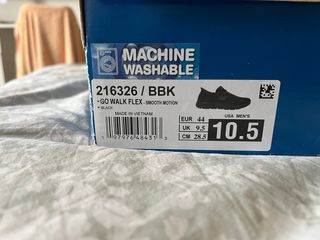 MACHINE
WASHABLE
216326 / BBK
- GO WALK FLEX - SMOOTH MOTION
• BLACK
MADE IN VIETNAM
EUR 44
UK 9.5
CM 28.5
USA MEN'S
10.5